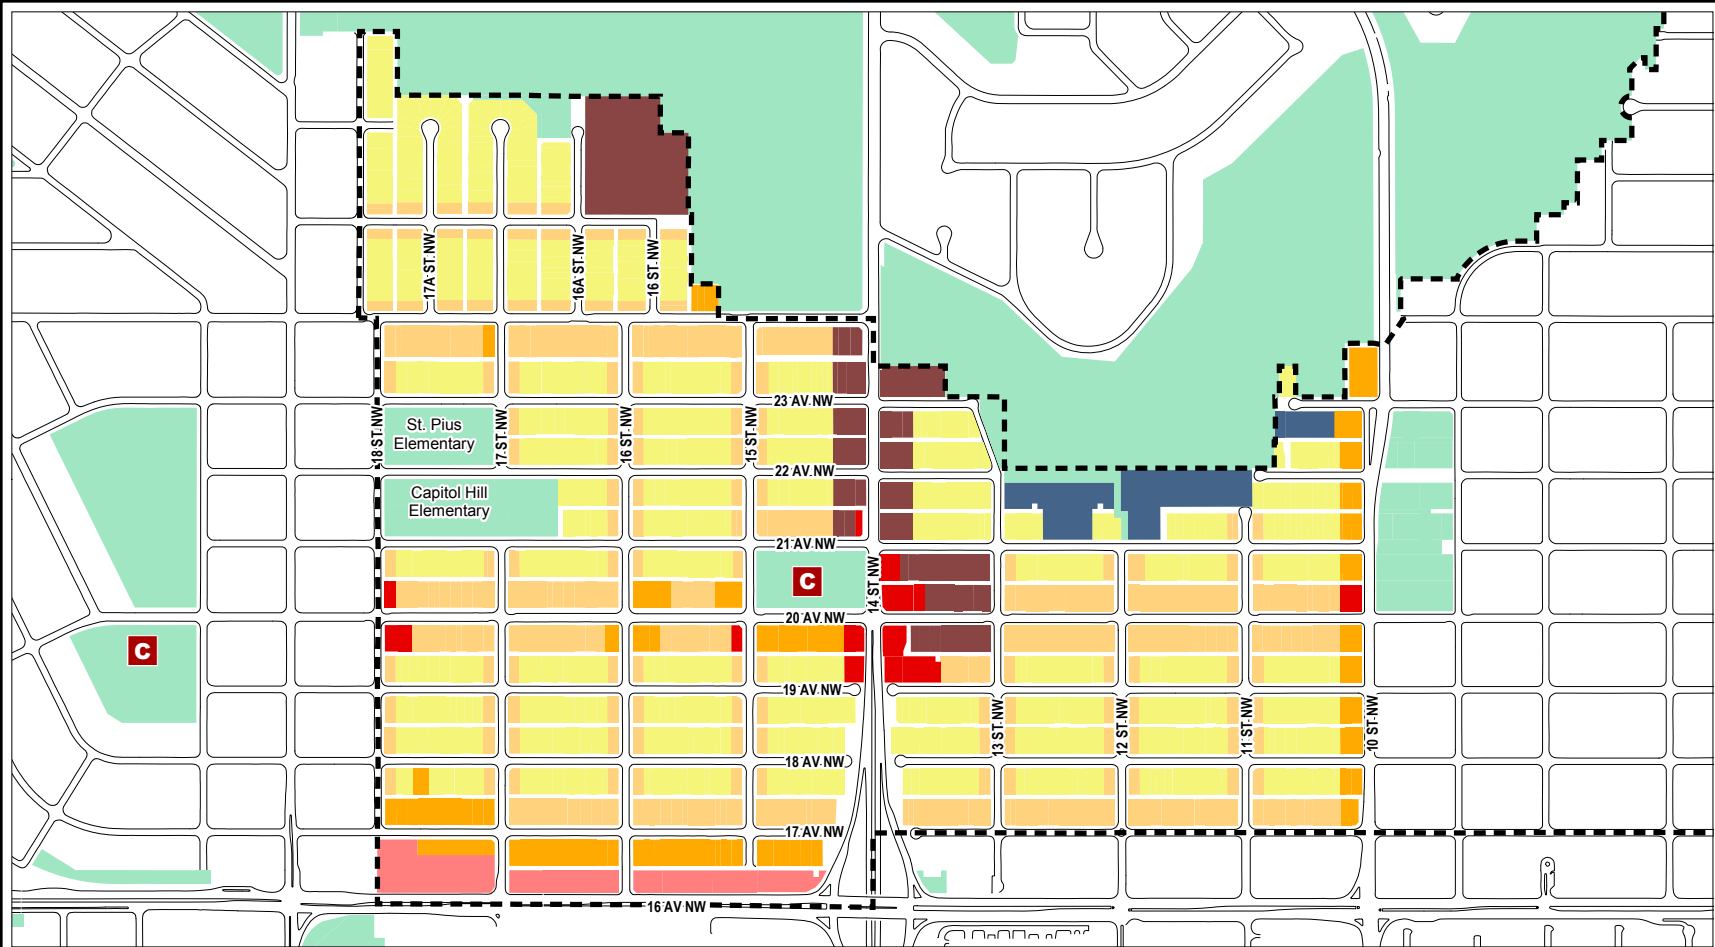 17A ST NW
16A ST NW
16 ST NW
23 AV NW
18 ST NW
St. Pius
Elementary
17 ST NW
16 ST NW
15 ST NW
22 AV NW
Capitol Hill
Elementary
21 AV NW
C
14 ST NW
20 AV NW
C
19 AV NW
13 ST NW
12 ST NW
11 ST NW
10 ST NW
18 AV NW
17 AV NW
16 AV NW